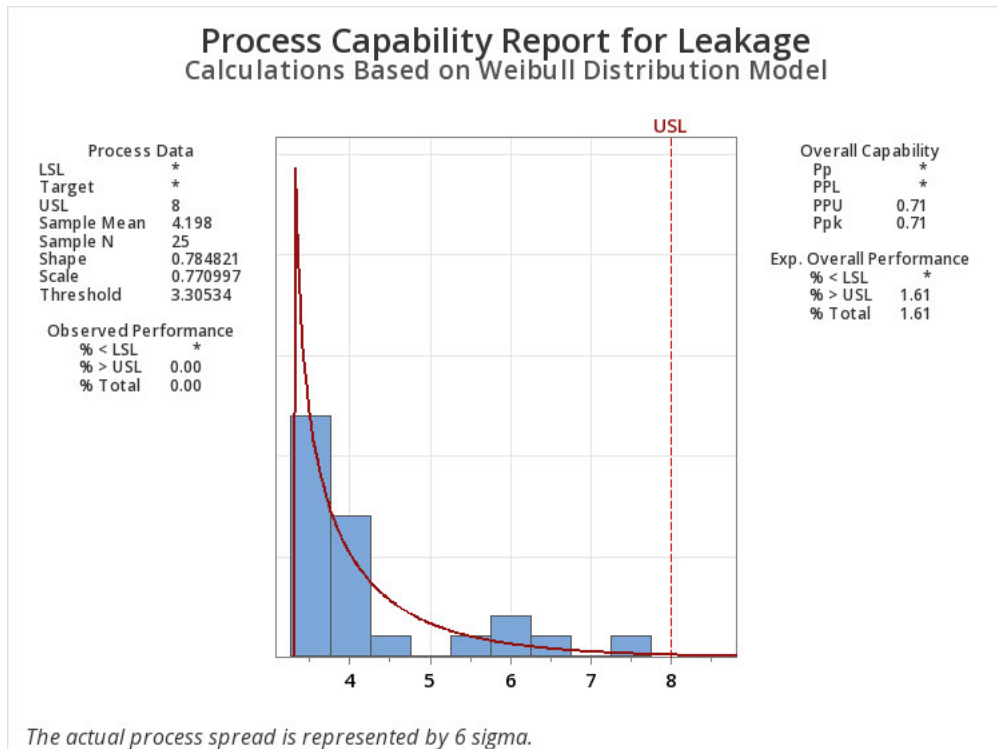 Process Capability Report for Leakage
Calculations Based on Weibull Distribution Model
Process Data
LSL *
Target *
USL 8
Sample Mean 4.198
Sample N 25
Shape 0.784821
Scale 0.770997
Threshold 3.30534
Observed Performance
% < LSL *
% > USL 0.00
% Total 0.00
USL
Overall Capability
Pp *
PPL *
PPU 0.71
Ppk 0.71
Exp. Overall Performance
% < LSL *
% > USL 1.61
% Total 1.61
4 5 6 7 8
The actual process spread is represented by 6 sigma.